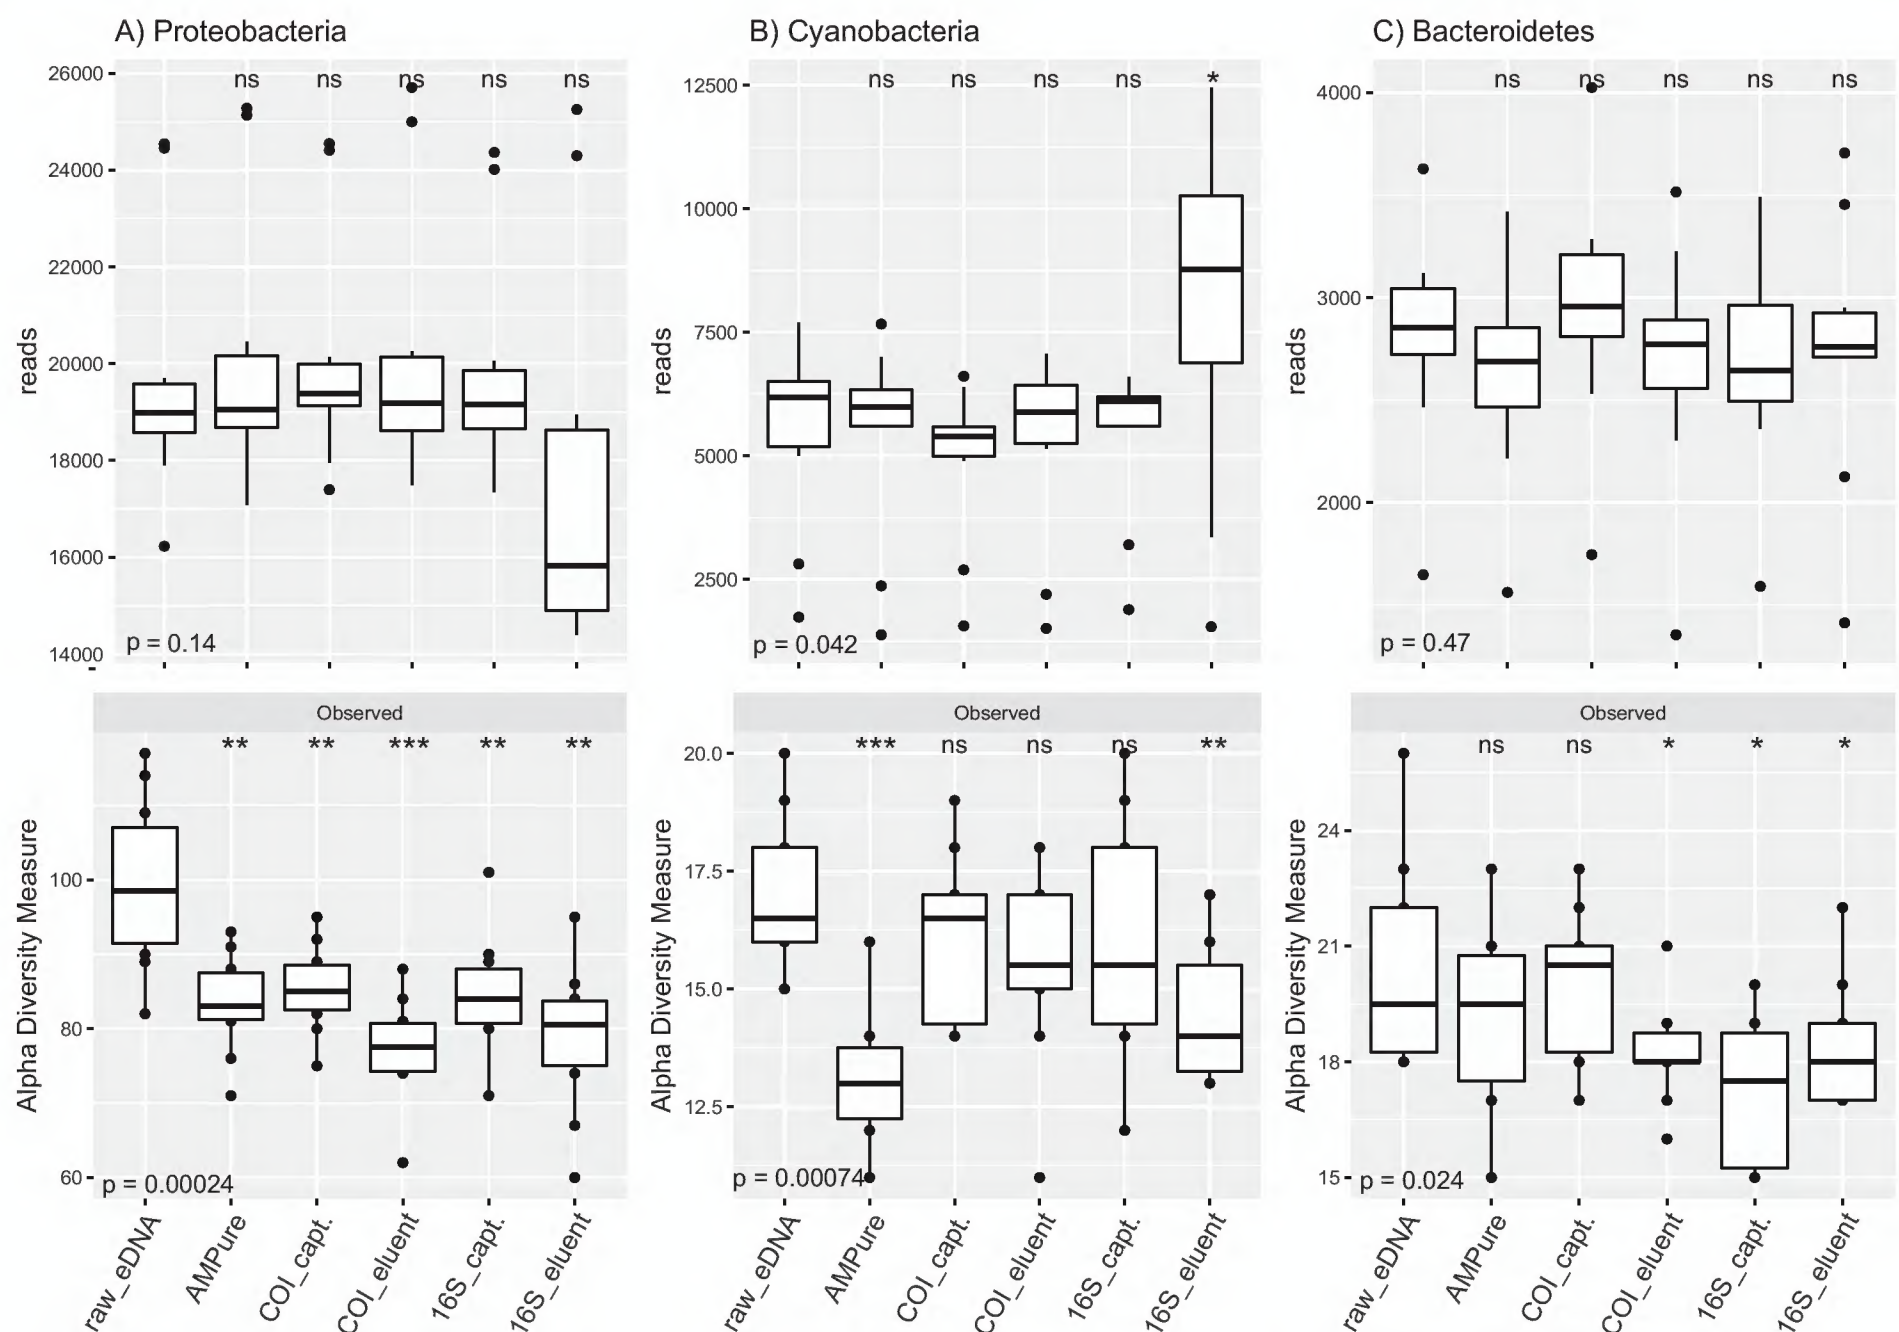 A) Proteobacteria
B) Cyanobacteria
C) Bacteroidetes
reads
26000
24000
22000
20000
18000
16000
14000
ns ns ns ns ns
p = 0.14
reads
12500
10000
7500
5000
2500
ns ns ns ns *
p = 0.042
reads
4000
3000
2000
ns ns ns ns ns
p = 0.47
Observed
Alpha Diversity Measure
100
80
60
** ** *** ** **
p = 0.00024
raw_eDNA
AMPure
COI_capt.
COI_eluent
16S_capt.
16S_eluent
Observed
Alpha Diversity Measure
20.0
17.5
15.0
12.5
*** ns ns ns **
p = 0.00074
raw_eDNA
AMPure
COI_capt.
COI_eluent
16S_capt.
16S_eluent
Observed
Alpha Diversity Measure
24
21
18
15
ns ns * * *
p = 0.024
raw_eDNA
AMPure
COI_capt.
COI_eluent
16S_capt.
16S_eluent